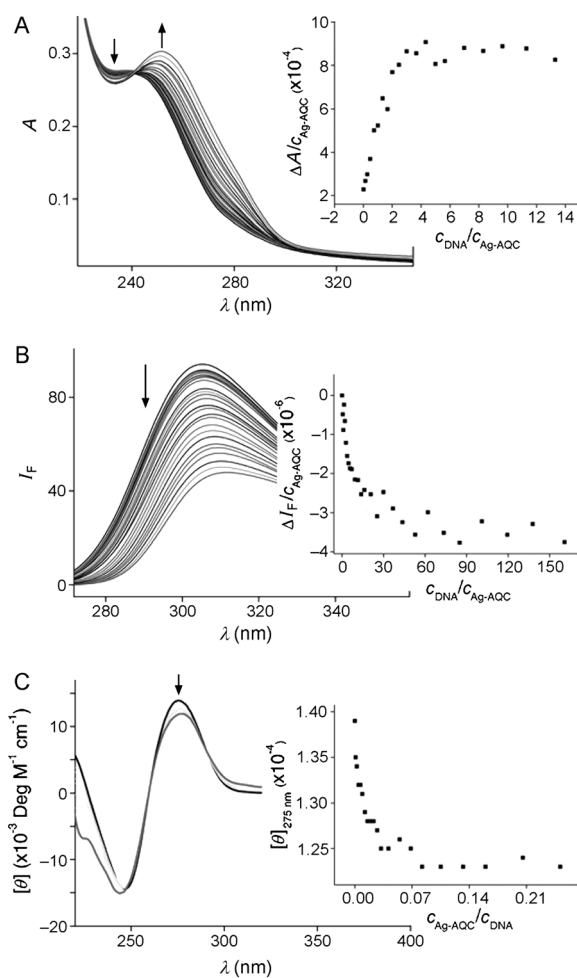 A
0.3
0.2
0.1
A
240
280
320
λ (nm)
8
6
4
2
ΔA/cAg-AQC (x10⁻⁴)
−2 0 2 4 6 8 10 12 14
cDNA/cAg-AQC
B
80
40
0
IF
280
300
320
340
λ (nm)
0
−1
−2
−3
−4
ΔIF/cAg-AQC (x10⁻⁶)
0 30 60 90 120 150
cDNA/cAg-AQC
C
15
10
5
0
−10
−15
−20
[θ] (x10⁻³ Deg M⁻¹ cm⁻¹)
250
300
350
400
λ (nm)
1.40
1.35
1.30
1.25
[θ]275 nm (x10⁻⁴)
0.00 0.07 0.14 0.21
cAg-AQC/cDNA